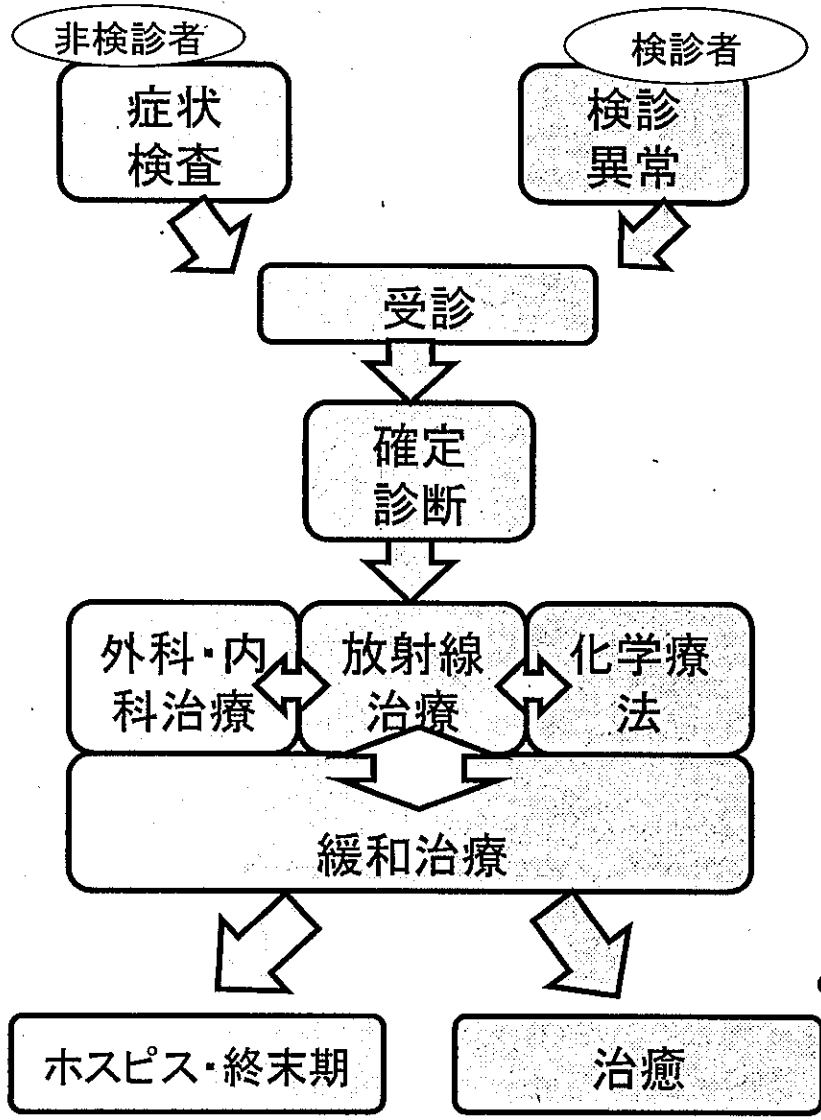 非検診者
検診者
症状
検査
検診
異常
受診
確定
診断
外科・内
科治療
放射線
治療
化学療
法
緩和治療
ホスピス・終末期
治癒